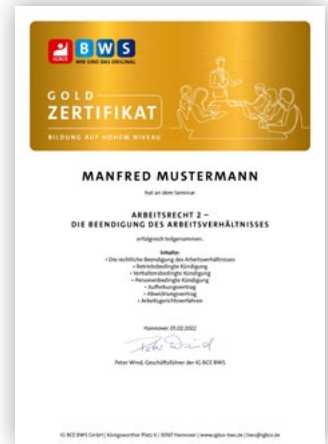 IGBCE BWS
WIR SIND DAS ORIGINAL
GOLD
ZERTIFIKAT
BILDUNG AUF HOHEM NIVEAU
MANFRED MUSTERMANN
hat an dem Seminar
ARBEITSRECHT 2 –
DIE BEENDIGUNG DES ARBEITSVERHÄLTNISSES
erfolgreich teilgenommen.
Inhalte:
• Die rechtliche Beendigung des Arbeitsverhältnisses
• Betriebsbedingte Kündigung
• Verhaltensbedingte Kündigung
• Personenbedingte Kündigung
• Aufhebungsvertrag
• Abwicklungsvertrag
• Arbeitsgerichtsverfahren
Hannover, 01.02.2022
Peter Wind
Peter Wind, Geschäftsführer der IG BCE BWS
IG BCE BWS GmbH | Königsworther Platz 6 | 30167 Hannover | www.igbce-bws.de | bws@igbce.de